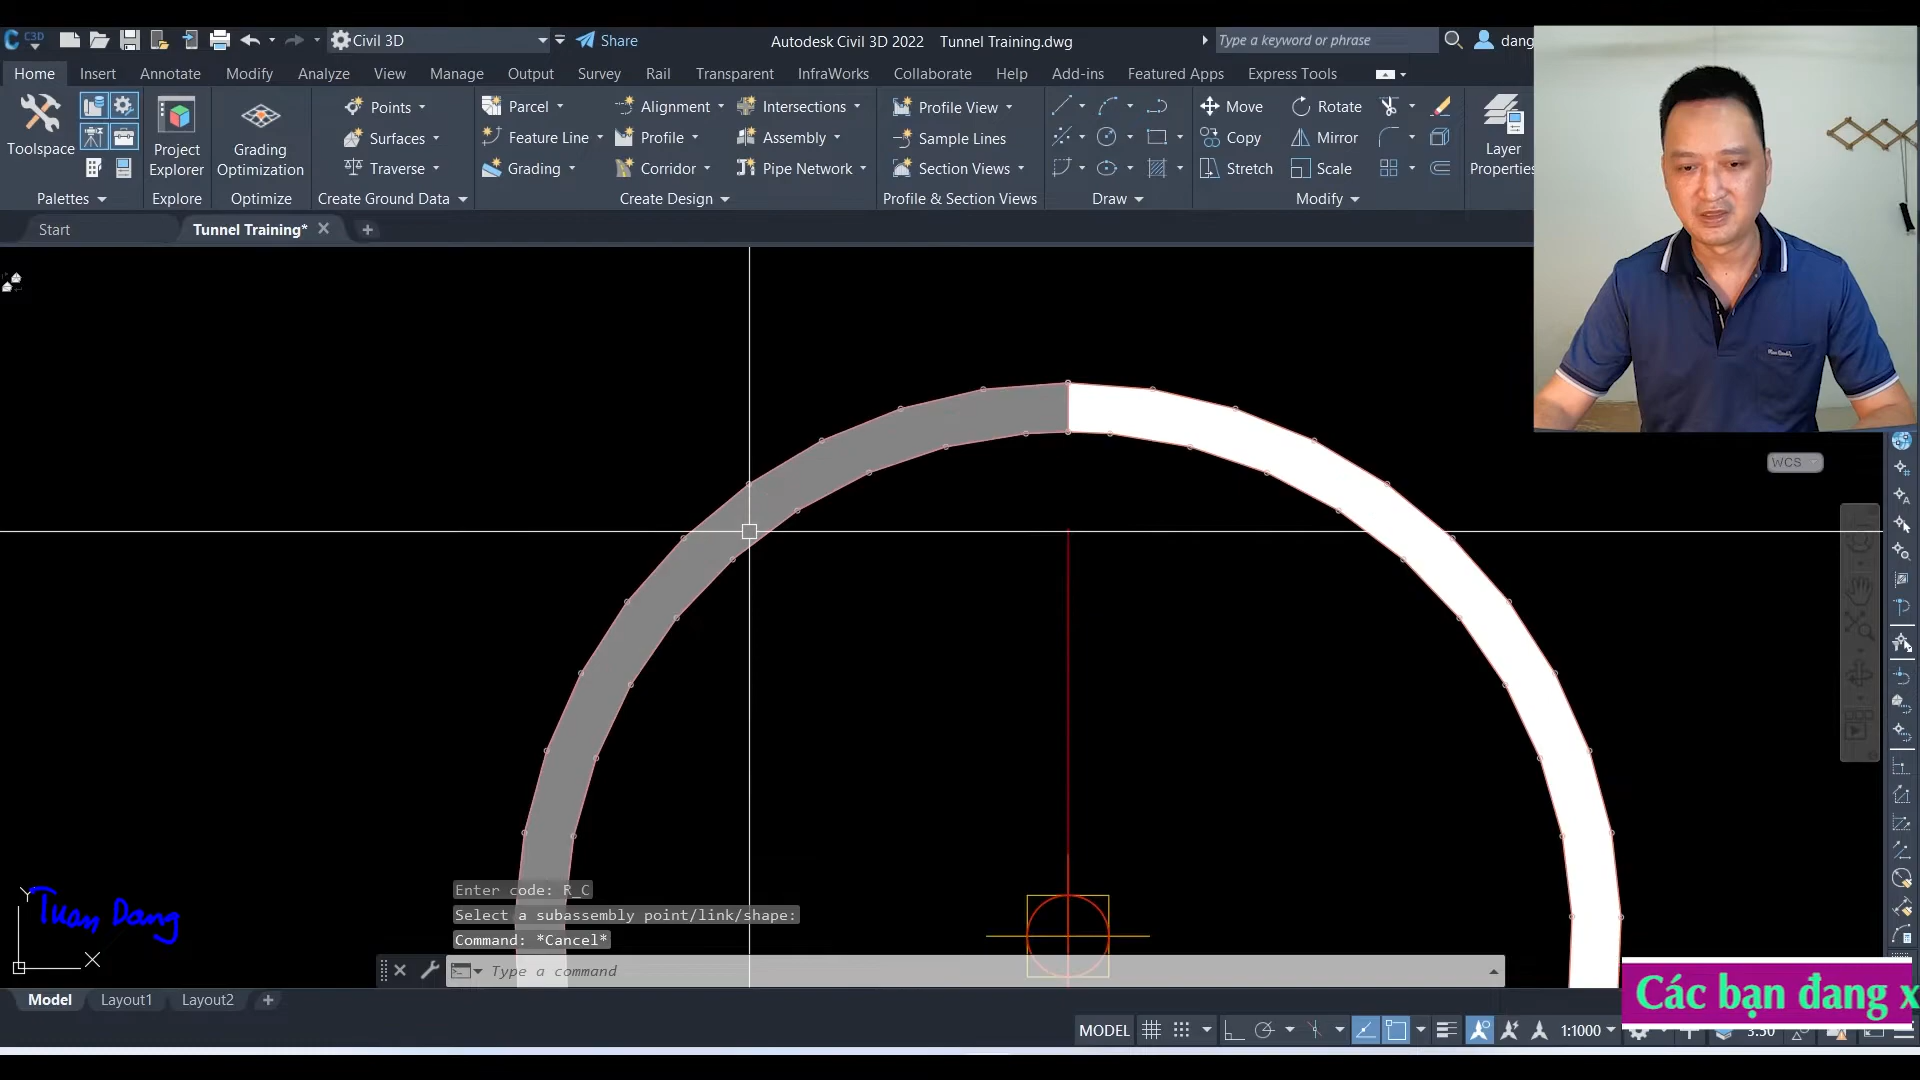 C3D
Civil 3D
Share
Autodesk Civil 3D 2022 Tunnel Training.dwg
Type a keyword or phrase
dang
Home Insert Annotate Modify Analyze View Manage Output Survey Rail Transparent InfraWorks Collaborate Help Add-ins Featured Apps Express Tools
Toolspace
Project Explorer
Grading Optimization
Points
Surfaces
Traverse
Parcel
Feature Line
Grading
Alignment
Profile
Corridor
Intersections
Assembly
Pipe Network
Profile View
Sample Lines
Section Views
Move
Copy
Stretch
Rotate
Mirror
Scale
Layer
Properties
Palettes Explore Optimize Create Ground Data Create Design Profile & Section Views Draw Modify
Start Tunnel Training*
WCS
Y
Tuan Dang
X
Enter code: R_C
Select a subassembly point/link/shape:
Command: *Cancel*
Type a command
Model Layout1 Layout2
Các bạn đang x
MODEL 1:1000 3.50